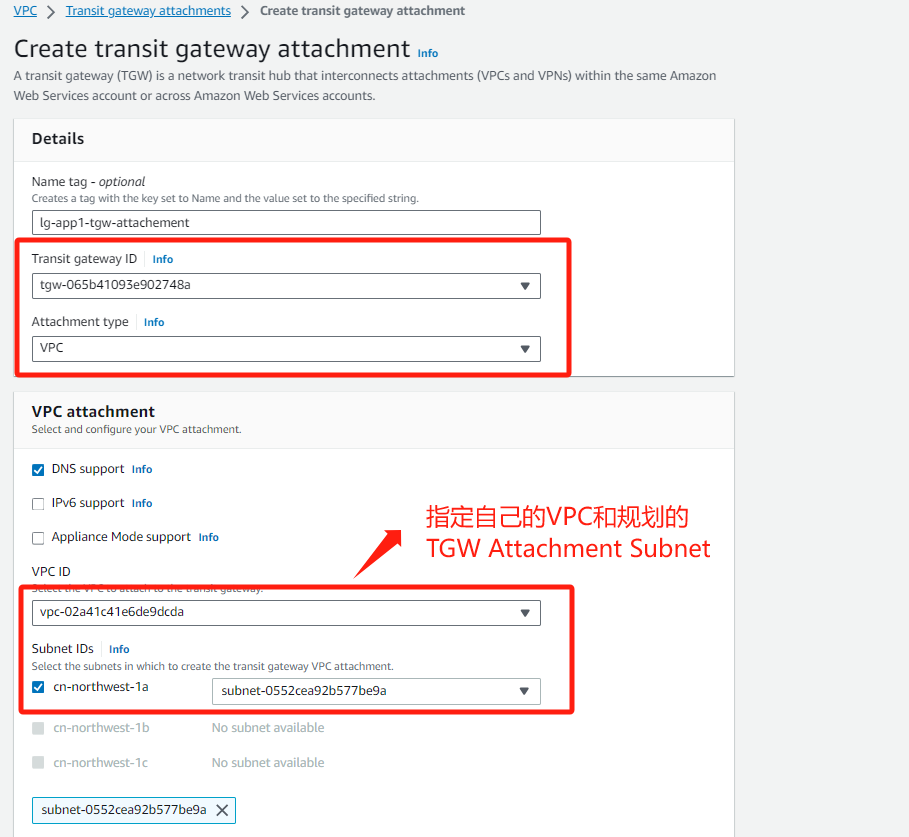 VPC > Transit gateway attachments > Create transit gateway attachment
Create transit gateway attachment Info
A transit gateway (TGW) is a network transit hub that interconnects attachments (VPCs and VPNs) within the same Amazon
Web Services account or across Amazon Web Services accounts.
Details
Name tag - optional
Creates a tag with the key set to Name and the value set to the specified string.
lg-app1-tgw-attachement
Transit gateway ID Info
tgw-065b41093e902748a
Attachment type Info
VPC
VPC attachment
Select and configure your VPC attachment.
DNS support Info
IPv6 support Info
Appliance Mode support Info
指定自己的VPC和规划的
TGW Attachment Subnet
VPC ID
Select the VPC to attach to the transit gateway.
vpc-02a41c41e6de9dcda
Subnet IDs Info
Select the subnets in which to create the transit gateway VPC attachment.
cn-northwest-1a subnet-0552cea92b577be9a
cn-northwest-1b No subnet available
cn-northwest-1c No subnet available
subnet-0552cea92b577be9a